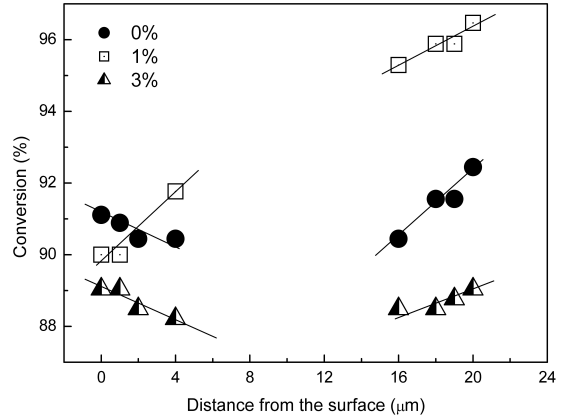 0%
1%
3%
96
94
92
90
88
Conversion (%)
0 4 8 12 16 20 24
Distance from the surface (μm)